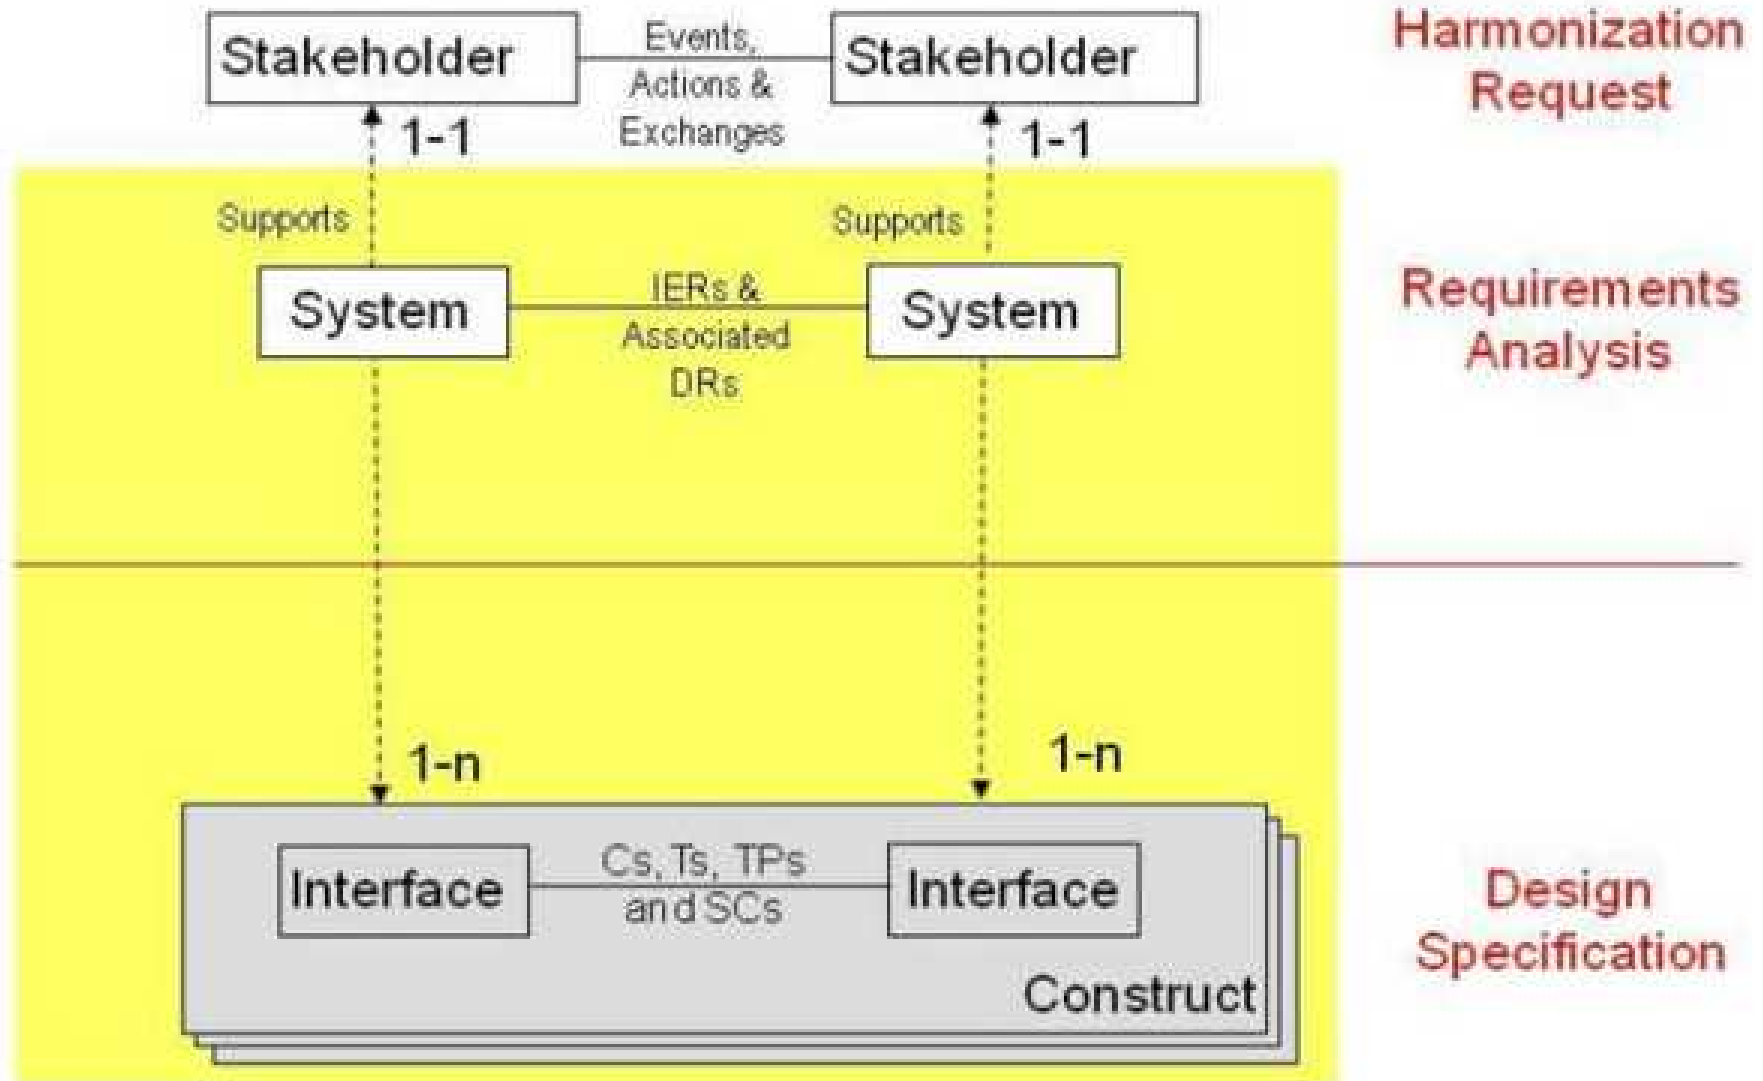 Stakeholder
Events,
Actions &
Exchanges
Stakeholder
Harmonization
Request
1-1
1-1
Supports
Supports
System
IERs &
Associated
DRs
System
Requirements
Analysis
1-n
1-n
Interface
Cs, Ts, TPs
and SCs
Interface
Construct
Design
Specification